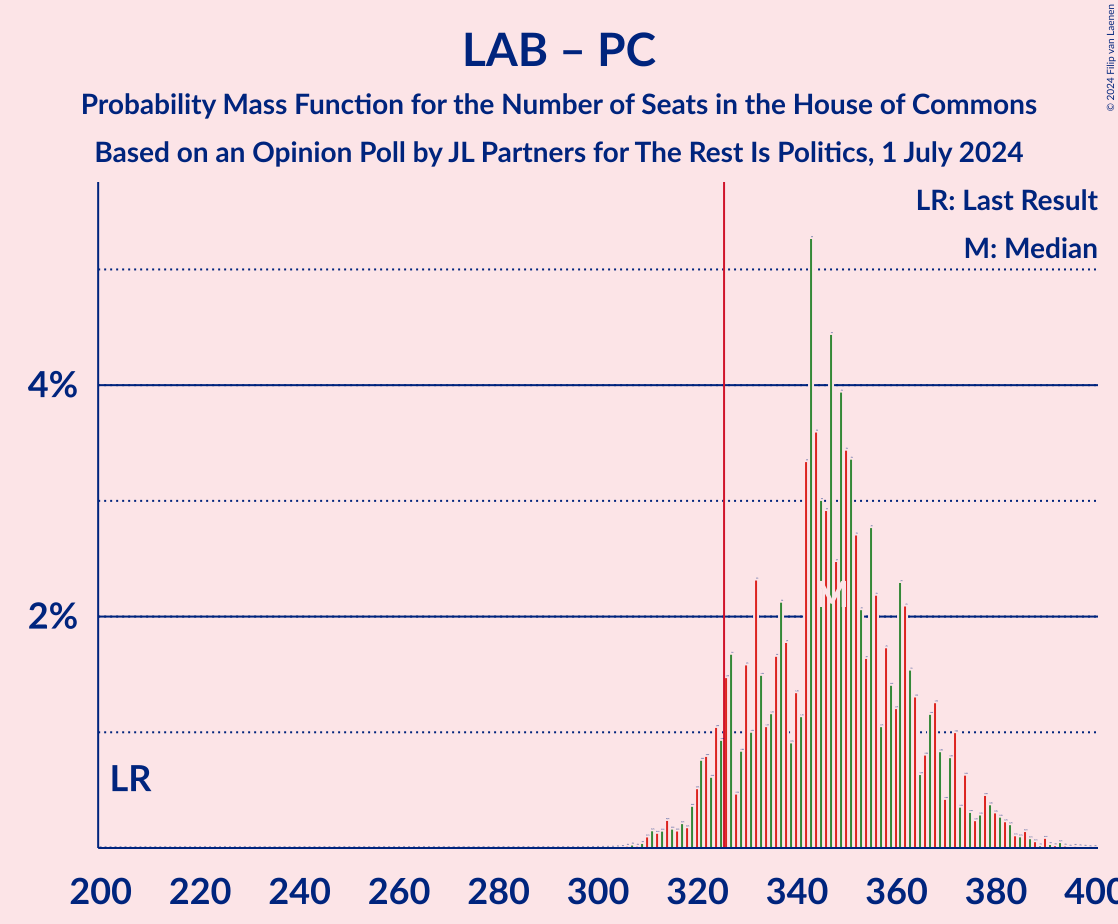 LAB – PC
Probability Mass Function for the Number of Seats in the House of Commons
Based on an Opinion Poll by JL Partners for The Rest Is Politics, 1 July 2024
© 2024 Filip van Laenen
LR: Last Result
M: Median
4%
2%
LR
M
200 220 240 260 280 300 320 340 360 380 400